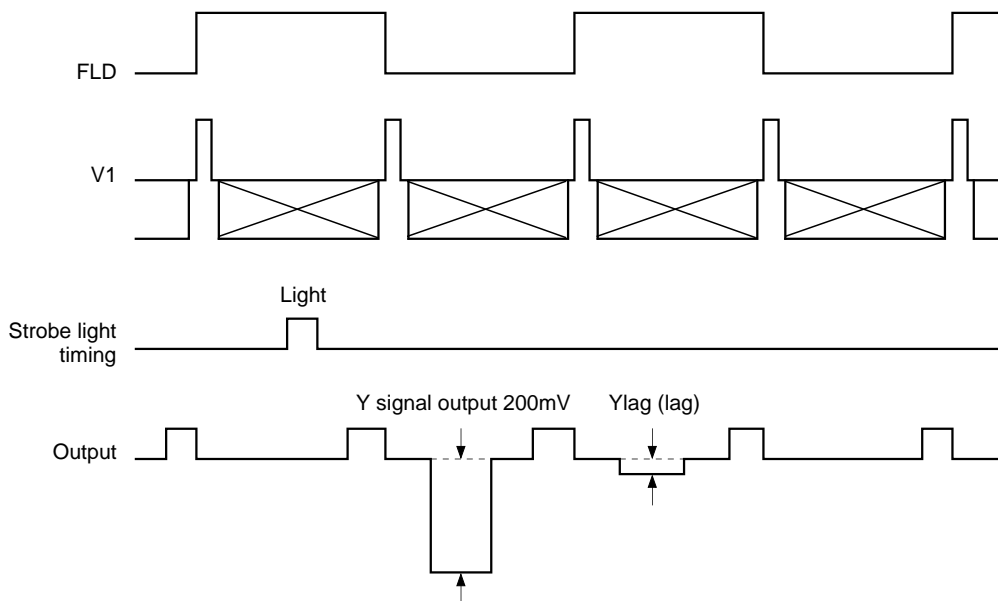 FLD
V1
Light
Strobe light
timing
Y signal output 200mV
Ylag (lag)
Output